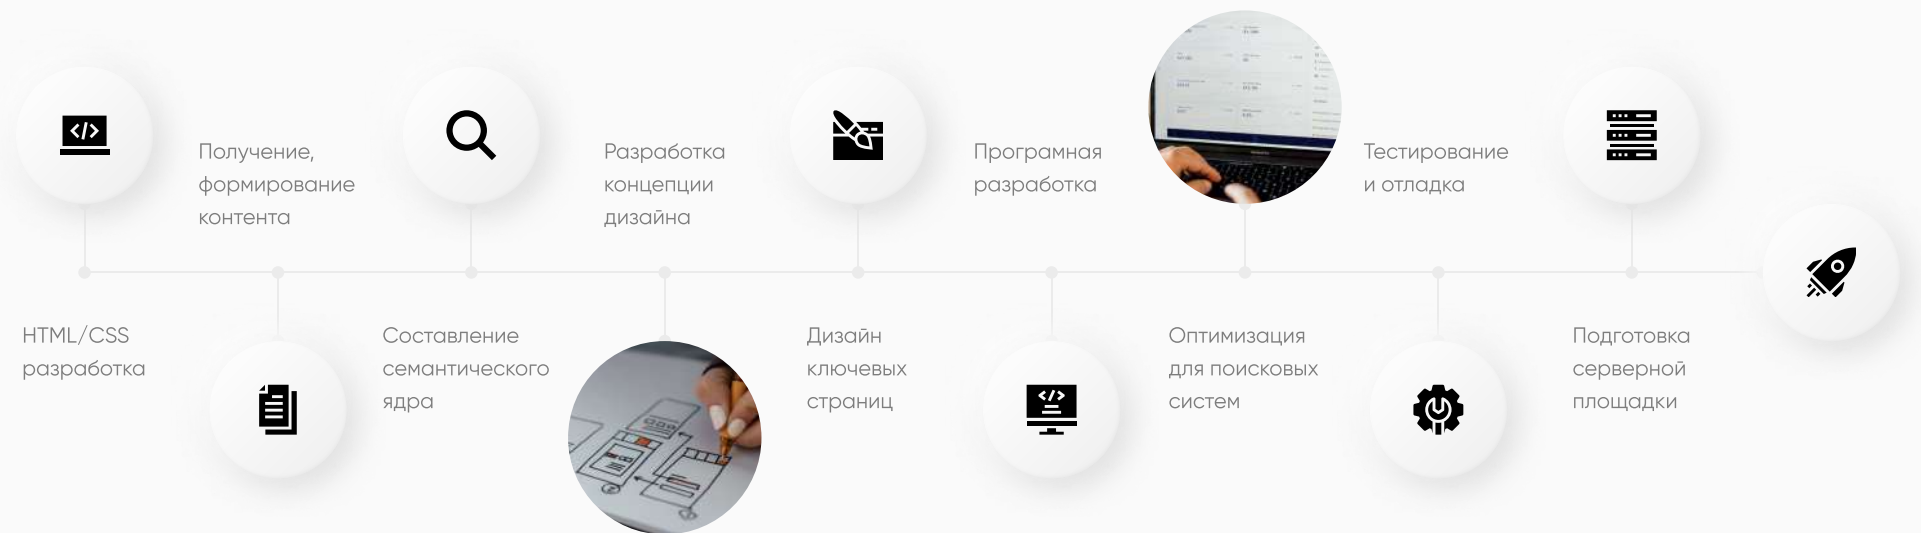 HTML/CSS
разработка
Получение,
формирование
контента
Составление
семантического
ядра
Разработка
концепции
дизайна
Дизайн
ключевых
страниц
Програмная
разработка
Оптимизация
для поисковых
систем
Тестирование
и отладка
Подготовка
серверной
площадки